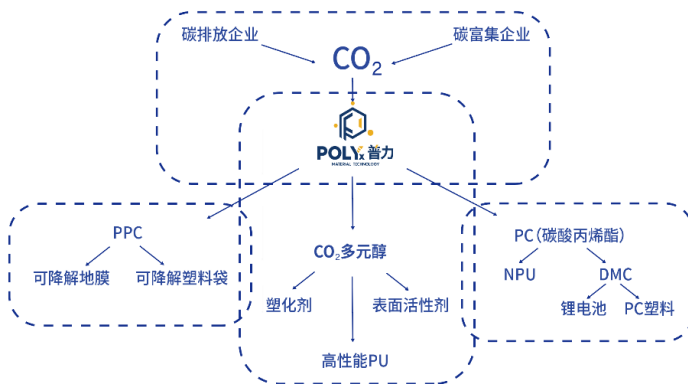 碳排放企业
碳富集企业
CO₂
POLYx 普力
MATERIAL TECHNOLOGY
PPC
CO₂多元醇
PC(碳酸丙烯酯)
可降解地膜
可降解塑料袋
NPU
DMC
塑化剂
表面活性剂
锂电池
PC塑料
高性能PU